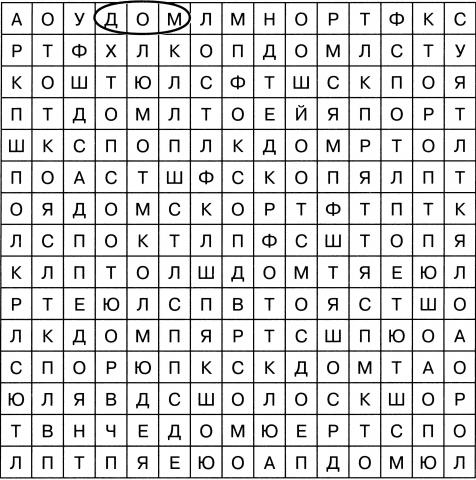 А О У Д О М Л М Н О Р Т Ф К С
Р Т Ф Х Л К О П Д О М Л С Т У
К О Ш Т Ю Л С Ф Т Ш С К П О Я
П Т Д О М Л Т О Е Й Я П О Р Т
Ш К С П О П Л К Д О М Р Т О Л
П О А С Т Ш Ф С К О П Я Л П Т
О Я Д О М С К О Р Т Ф Т П Т К
Л С П О К Т Л П Ф С Ш Т О П Я
К Л П Т О Л Ш Д О М Т Я Е Ю Л
Р Т Е Ю Л С П В Т О Я С Т Ш О
Л К Д О М П Я Р Т С Ш П Ю О А
С П О Р Ю П К С К Д О М Т А О
Ю Л Я В Д С Ш О Л О С К Ш О Р
Т В Н Ч Е Д О М Ю Е Р Т С П О
Л П Т П Я Е Ю О А П Д О М Ю Л